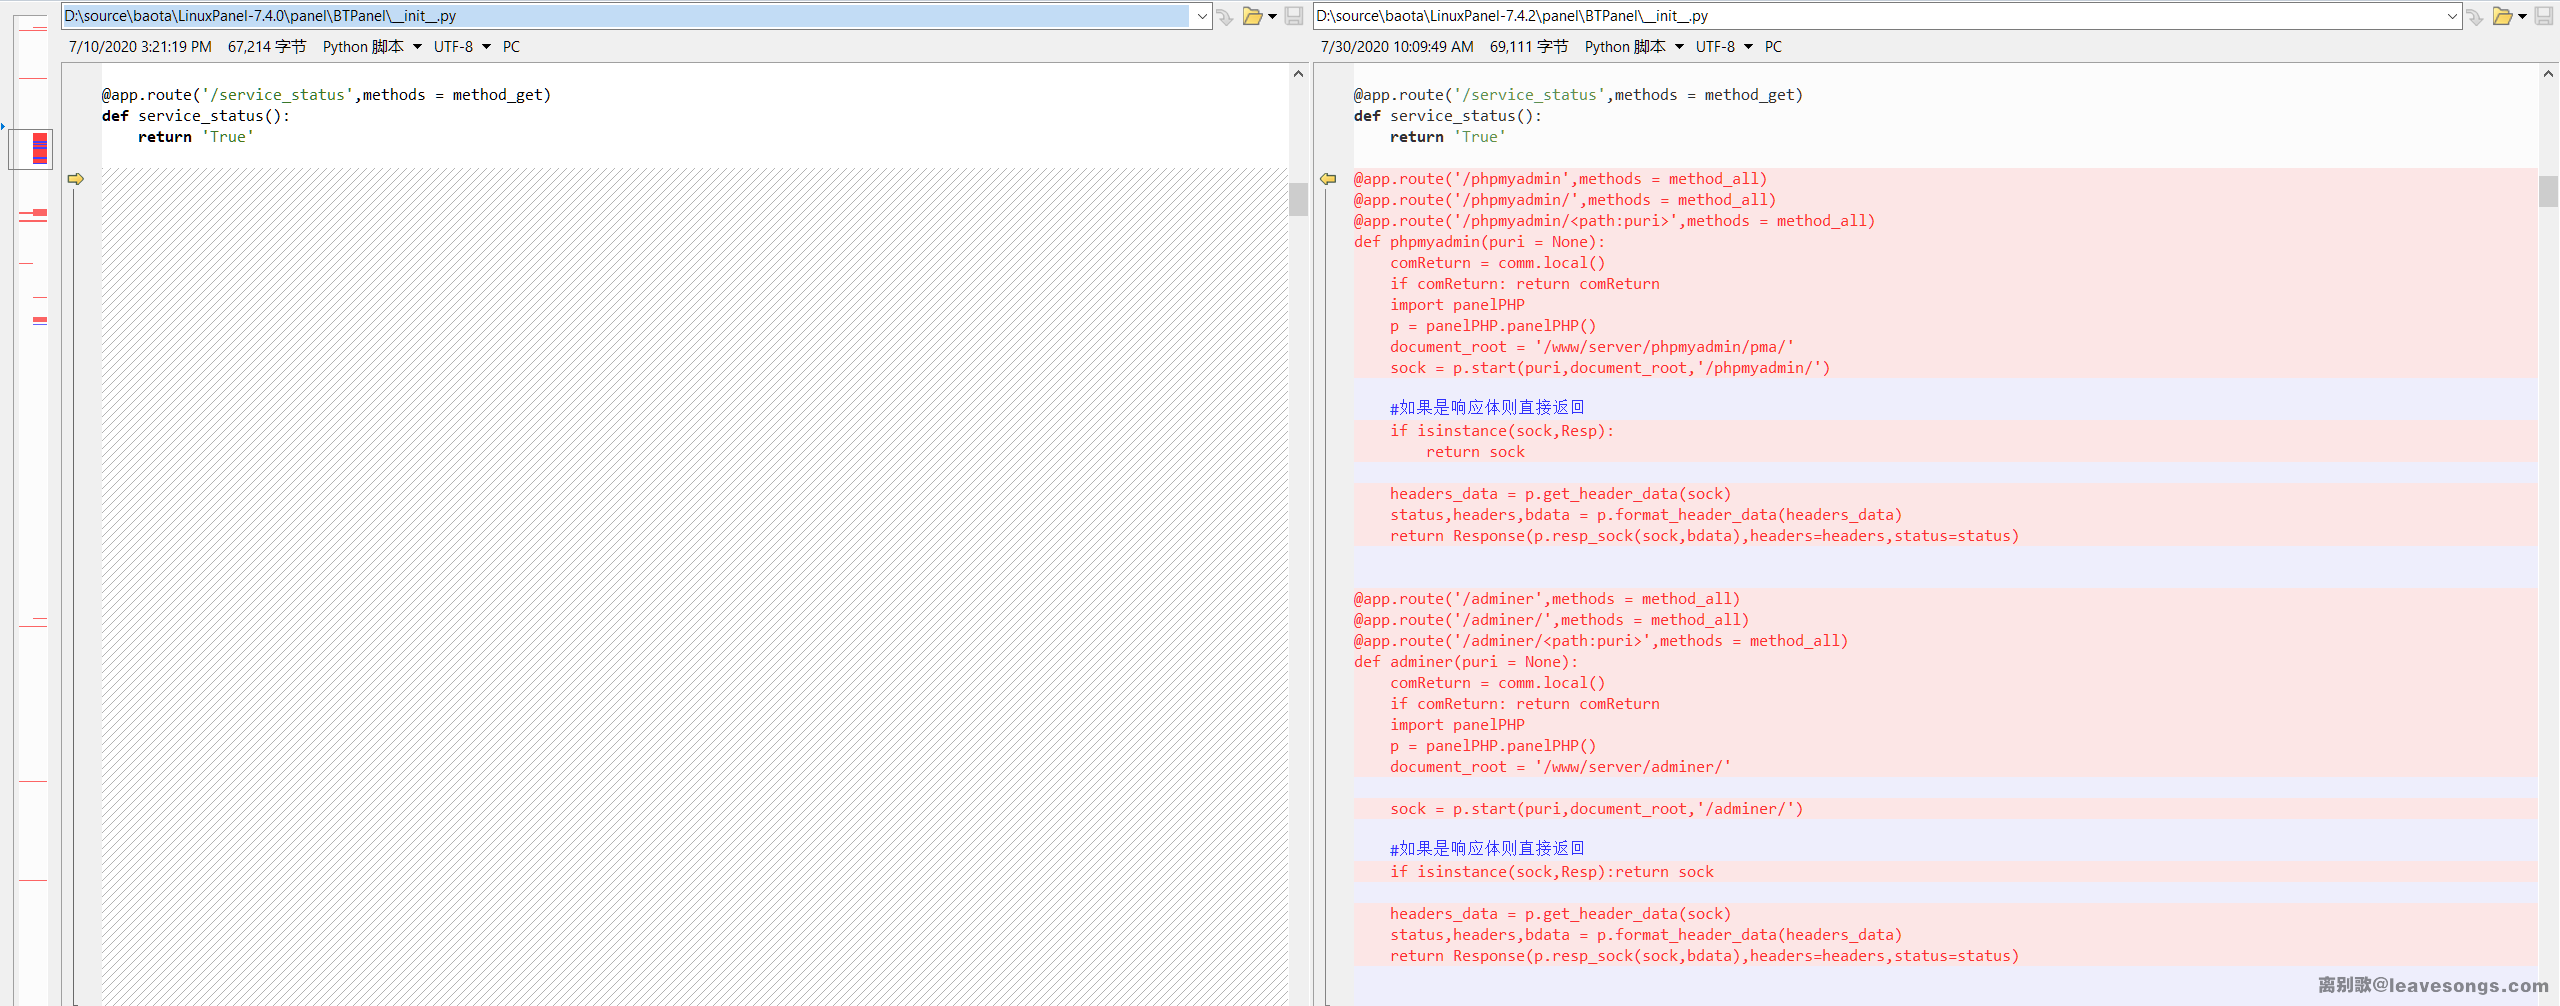 D:\source\baota\LinuxPanel-7.4.0\panel\BTPanel\__init__.py
7/10/2020 3:21:19 PM 67,214 字节 Python 脚本 UTF-8 PC
@app.route('/service_status',methods = method_get)
def service_status():
    return 'True'
D:\source\baota\LinuxPanel-7.4.2\panel\BTPanel\__init__.py
7/30/2020 10:09:49 AM 69,111 字节 Python 脚本 UTF-8 PC
@app.route('/service_status',methods = method_get)
def service_status():
    return 'True'
@app.route('/phpmyadmin',methods = method_all)
@app.route('/phpmyadmin/',methods = method_all)
@app.route('/phpmyadmin/<path:puri>',methods = method_all)
def phpmyadmin(puri = None):
    comReturn = comm.local()
    if comReturn: return comReturn
    import panelPHP
    p = panelPHP.panelPHP()
    document_root = '/www/server/phpmyadmin/pma/'
    sock = p.start(puri,document_root,'/phpmyadmin/')
    #如果是响应体则直接返回
    if isinstance(sock,Resp):
        return sock
    headers_data = p.get_header_data(sock)
    status,headers,bdata = p.format_header_data(headers_data)
    return Response(p.resp_sock(sock,bdata),headers=headers,status=status)
@app.route('/adminer',methods = method_all)
@app.route('/adminer/',methods = method_all)
@app.route('/adminer/<path:puri>',methods = method_all)
def adminer(puri = None):
    comReturn = comm.local()
    if comReturn: return comReturn
    import panelPHP
    p = panelPHP.panelPHP()
    document_root = '/www/server/adminer/'
    sock = p.start(puri,document_root,'/adminer/')
    #如果是响应体则直接返回
    if isinstance(sock,Resp):return sock
    headers_data = p.get_header_data(sock)
    status,headers,bdata = p.format_header_data(headers_data)
    return Response(p.resp_sock(sock,bdata),headers=headers,status=status)
离别歌@leavesongs.com